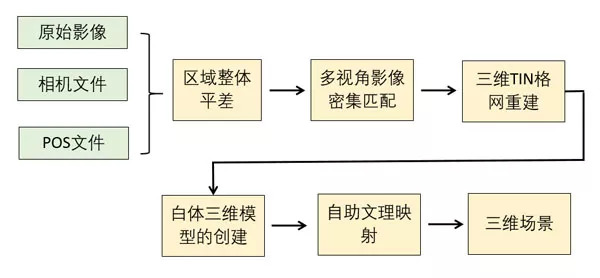 原始影像
相机文件
POS文件
区域整体
平差
多视角影像
密集匹配
三维TIN格
网重建
白体三维模
型的创建
自助文理映
射
三维场景